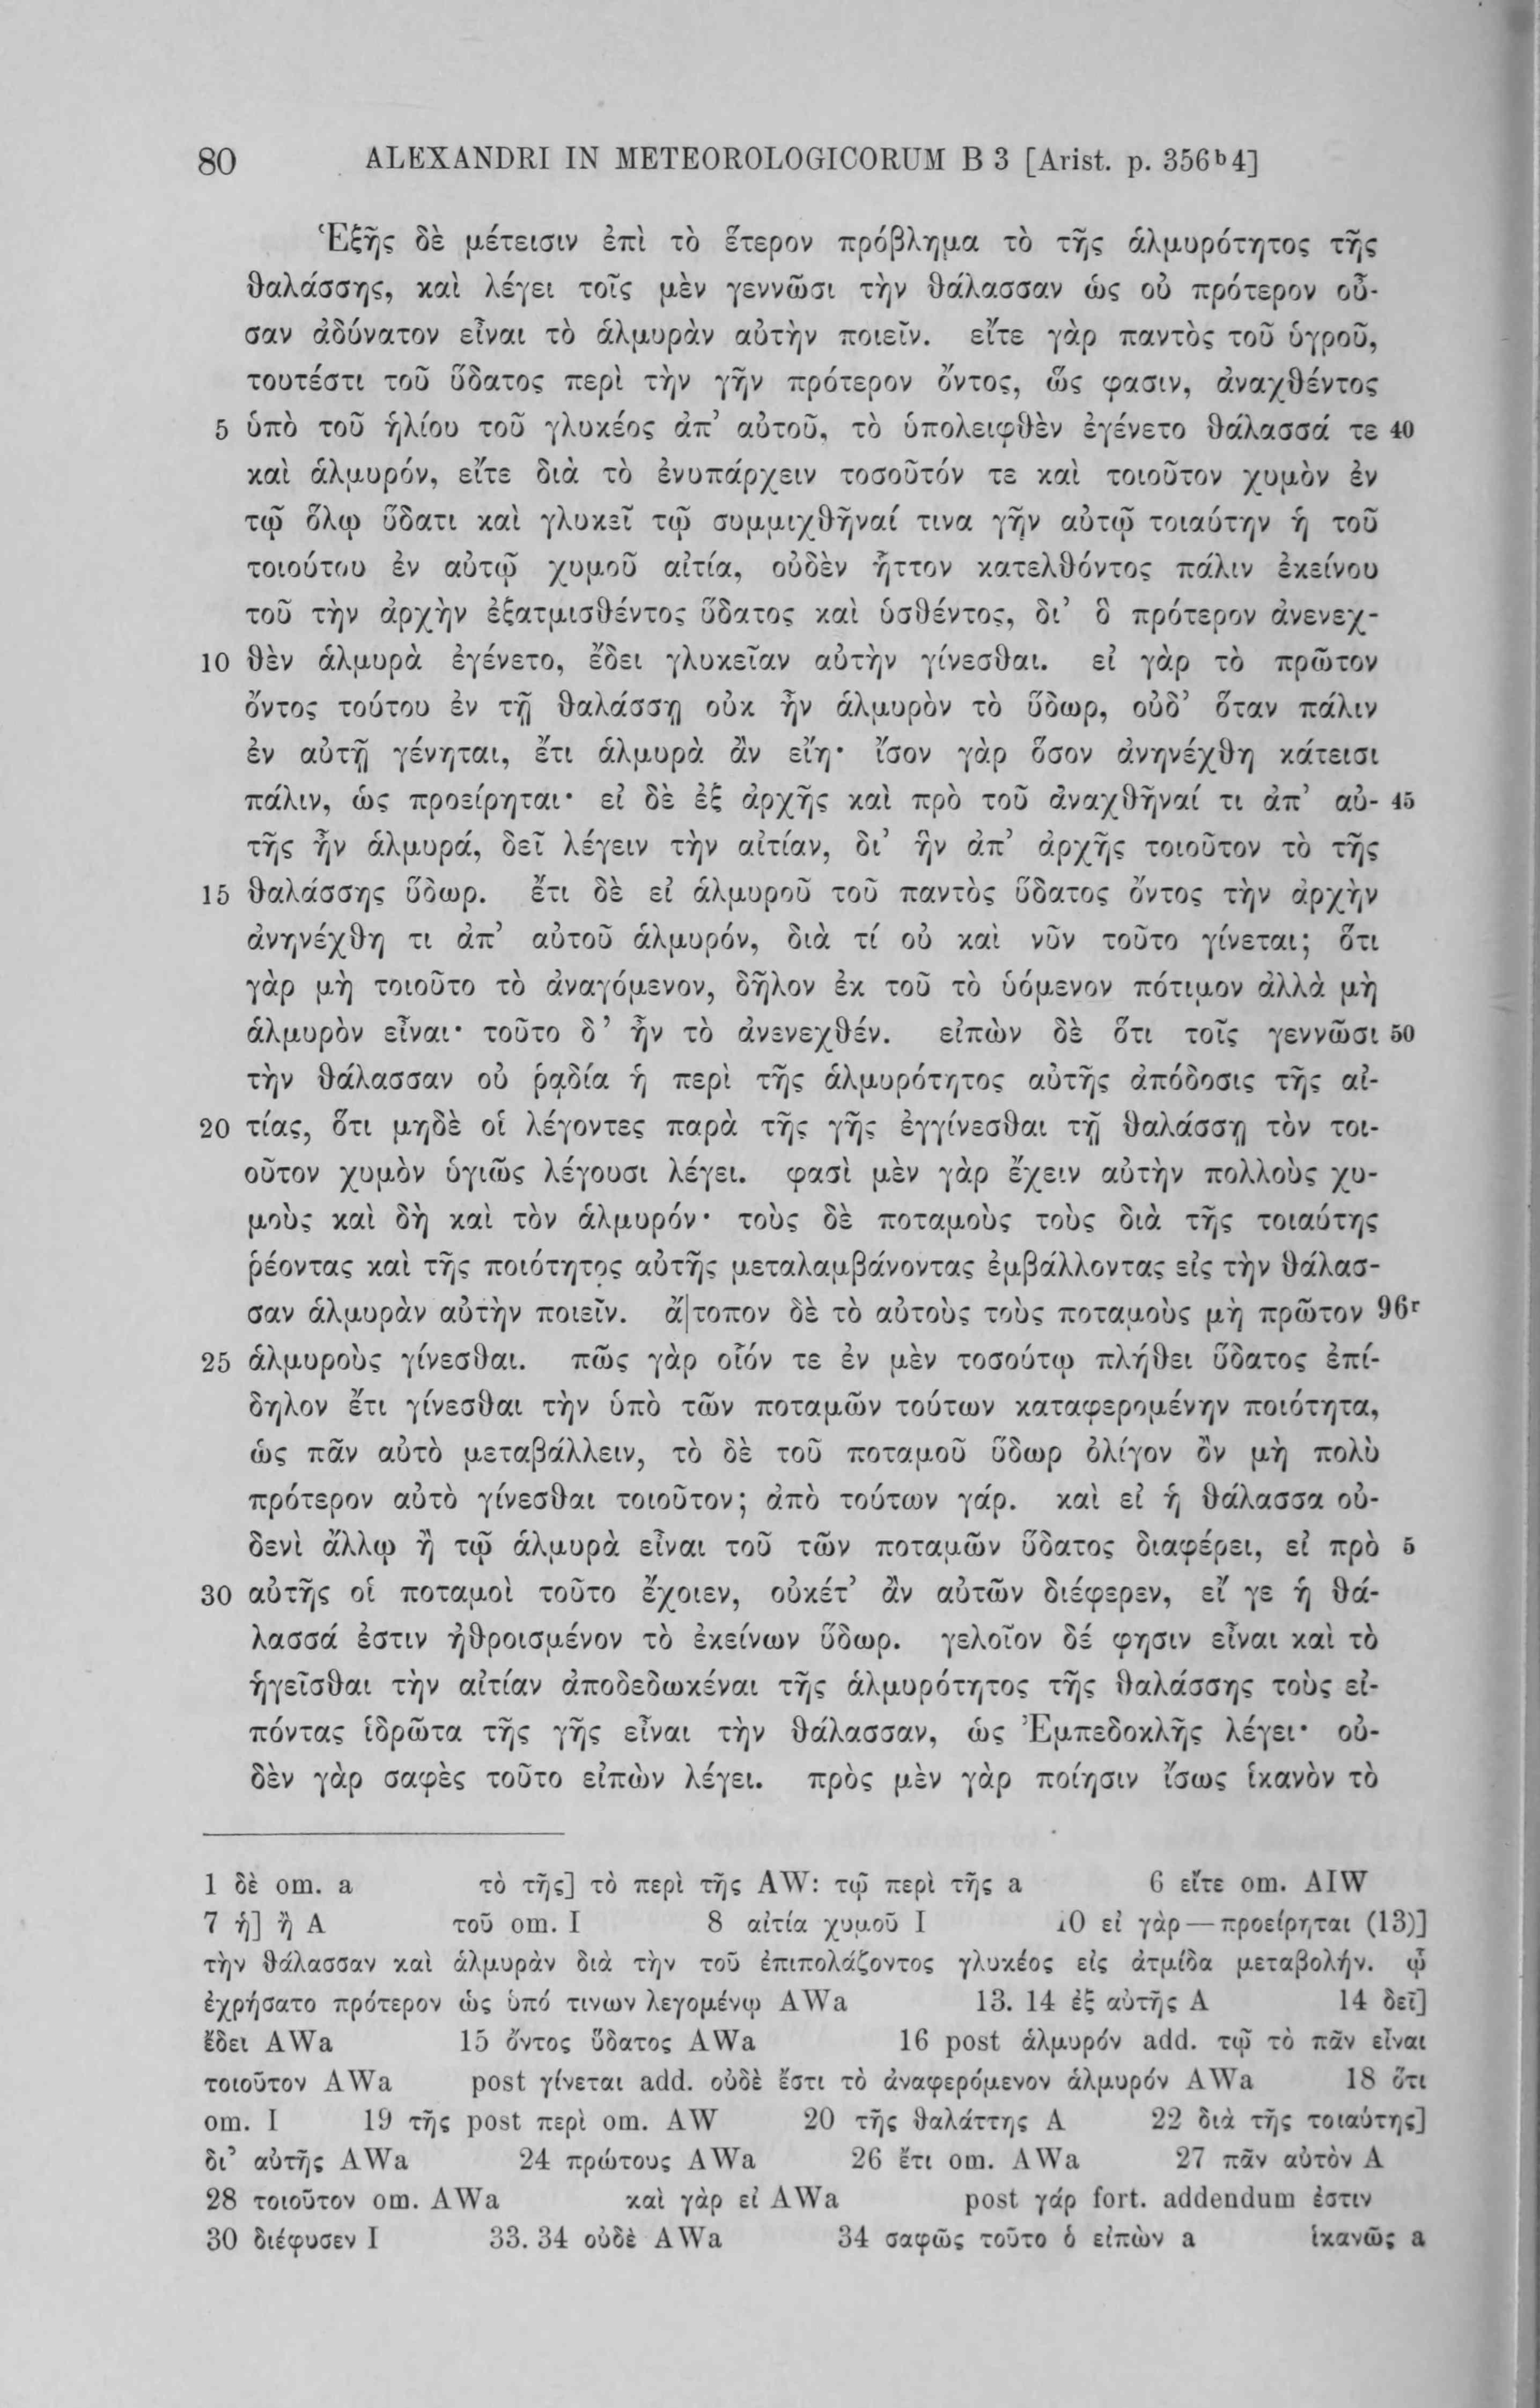 80 ALEXANDRI IN METEOROLOGICORUM B 3 [Arist. p. 356b4]
Ἑξῆς δὲ μέτεισιν ἐπὶ τὸ ἕτερον πρόβλημα τὸ τῆς ἁλμυρότητος τῆς
θαλάσσης, καὶ λέγει τοῖς μὲν γεννῶσι τὴν θάλασσαν ὡς οὐ πρότερον οὖ-
σαν ἀδύνατον εἶναι τὸ ἁλμυρὰν αὐτὴν ποιεῖν. εἴτε γὰρ παντὸς τοῦ ὑγροῦ,
τουτέστι τοῦ ὕδατος περὶ τὴν γῆν πρότερον ὄντος, ὥς φασιν, ἀναχθέντος
5 ὑπὸ τοῦ ἡλίου τοῦ γλυκέος ἀπ’ αὐτοῦ, τὸ ὑπολειφθὲν ἐγένετο θάλασσά τε 40
καὶ ἁλμυρόν, εἴτε διὰ τὸ ἐνυπάρχειν τοσοῦτόν τε καὶ τοιοῦτον χυμὸν ἐν
τῷ ὅλῳ ὕδατι καὶ γλυκεῖ τῷ συμμιχθῆναί τινα γῆν αὐτῷ τοιαύτην ἡ τοῦ
τοιούτου ἐν αὐτῷ χυμοῦ αἰτία, οὐδὲν ἧττον κατελθόντος πάλιν ἐκείνου
τοῦ τὴν ἀρχὴν ἐξατμισθέντος ὕδατος καὶ ὑσθέντος, δι’ ὃ πρότερον ἀνενεχ-
10 θὲν ἁλμυρὰ ἐγένετο, ἔδει γλυκεῖαν αὐτὴν γίνεσθαι. εἰ γὰρ τὸ πρῶτον
ὄντος τούτου ἐν τῇ θαλάσσῃ οὐκ ἦν ἁλμυρὸν τὸ ὕδωρ, οὐδ’ ὅταν πάλιν
ἐν αὐτῇ γένηται, ἔτι ἁλμυρὰ ἂν εἴη· ἴσον γὰρ ὅσον ἀνηνέχθη κάτεισι
πάλιν, ὡς προείρηται· εἰ δὲ ἐξ ἀρχῆς καὶ πρὸ τοῦ ἀναχθῆναί τι ἀπ’ αὐ- 45
τῆς ἦν ἁλμυρά, δεῖ λέγειν τὴν αἰτίαν, δι’ ἣν ἀπ’ ἀρχῆς τοιοῦτον τὸ τῆς
15 θαλάσσης ὕδωρ. ἔτι δὲ εἰ ἁλμυροῦ τοῦ παντὸς ὕδατος ὄντος τὴν ἀρχὴν
ἀνηνέχθη τι ἀπ’ αὐτοῦ ἁλμυρόν, διὰ τί οὐ καὶ νῦν τοῦτο γίνεται; ὅτι
γὰρ μὴ τοιοῦτο τὸ ἀναγόμενον, δῆλον ἐκ τοῦ τὸ ὑόμενον πότιμον ἀλλὰ μὴ
ἁλμυρὸν εἶναι· τοῦτο δ’ ἦν τὸ ἀνενεχθέν. εἰπὼν δὲ ὅτι τοῖς γεννῶσι 50
τὴν θάλασσαν οὐ ῥᾳδία ἡ περὶ τῆς ἁλμυρότητος αὐτῆς ἀπόδοσις τῆς αἰ-
20 τίας, ὅτι μηδὲ οἱ λέγοντες παρὰ τῆς γῆς ἐγγίνεσθαι τῇ θαλάσσῃ τὸν τοι-
οῦτον χυμὸν ὑγιῶς λέγουσι λέγει. φασὶ μὲν γὰρ ἔχειν αὐτὴν πολλοὺς χυ-
μοὺς καὶ δὴ καὶ τὸν ἁλμυρόν· τοὺς δὲ ποταμοὺς τοὺς διὰ τῆς τοιαύτης
ῥέοντας καὶ τῆς ποιότητος αὐτῆς μεταλαμβάνοντας ἐμβάλλοντας εἰς τὴν θάλασ-
σαν ἁλμυρὰν αὐτὴν ποιεῖν. ἄ|τοπον δὲ τὸ αὐτοὺς τοὺς ποταμοὺς μὴ πρῶτον 96r
25 ἁλμυροὺς γίνεσθαι. πῶς γὰρ οἷόν τε ἐν μὲν τοσούτῳ πλήθει ὕδατος ἐπί-
δηλον ἔτι γίνεσθαι τὴν ὑπὸ τῶν ποταμῶν τούτων καταφερομένην ποιότητα,
ὡς πᾶν αὐτὸ μεταβάλλειν, τὸ δὲ τοῦ ποταμοῦ ὕδωρ ὀλίγον ὂν μὴ πολὺ
πρότερον αὐτὸ γίνεσθαι τοιοῦτον; ἀπὸ τούτων γάρ. καὶ εἰ ἡ θάλασσα οὐ-
δενὶ ἄλλῳ ἢ τῷ ἁλμυρὰ εἶναι τοῦ τῶν ποταμῶν ὕδατος διαφέρει, εἰ πρὸ 5
30 αὐτῆς οἱ ποταμοὶ τοῦτο ἔχοιεν, οὐκέτ’ ἂν αὐτῶν διέφερεν, εἴ γε ἡ θά-
λασσά ἐστιν ἠθροισμένον τὸ ἐκείνων ὕδωρ. γελοῖον δέ φησιν εἶναι καὶ τὸ
ἡγεῖσθαι τὴν αἰτίαν ἀποδεδωκέναι τῆς ἁλμυρότητος τῆς θαλάσσης τοὺς εἰ-
πόντας ἱδρῶτα τῆς γῆς εἶναι τὴν θάλασσαν, ὡς Ἐμπεδοκλῆς λέγει· οὐ-
δὲν γὰρ σαφὲς τοῦτο εἰπὼν λέγει. πρὸς μὲν γὰρ ποίησιν ἴσως ἱκανὸν τὸ
1 δὲ om. a τὸ τῆς] τὸ περὶ τῆς AW: τῷ περὶ τῆς a 6 εἴτε om. AIW
7 ἡ] ἢ A τοῦ om. I 8 αἰτία χυμοῦ I 10 εἰ γὰρ — προείρηται (13)]
τὴν θάλασσαν καὶ ἁλμυρὰν διὰ τὴν τοῦ ἐπιπολάζοντος γλυκέος εἰς ἀτμίδα μεταβολήν. ᾧ
ἐχρήσατο πρότερον ὡς ὑπό τινων λεγομένῳ AWa 13. 14 ἐξ αὐτῆς A 14 δεῖ]
ἔδει AWa 15 ὄντος ὕδατος AWa 16 post ἁλμυρόν add. τῷ τὸ πᾶν εἶναι
τοιοῦτον AWa post γίνεται add. οὐδὲ ἔστι τὸ ἀναφερόμενον ἁλμυρόν AWa 18 ὅτι
om. I 19 τῆς post περὶ om. AW 20 τῆς θαλάττης A 22 διὰ τῆς τοιαύτης]
δι’ αὐτῆς AWa 24 πρώτους AWa 26 ἔτι om. AWa 27 πᾶν αὐτὸν A
28 τοιοῦτον om. AWa καὶ γὰρ εἰ AWa post γάρ fort. addendum ἐστιν
30 διέφυσεν I 33. 34 οὐδὲ AWa 34 σαφῶς τοῦτο ὁ εἰπὼν a ἱκανῶς a